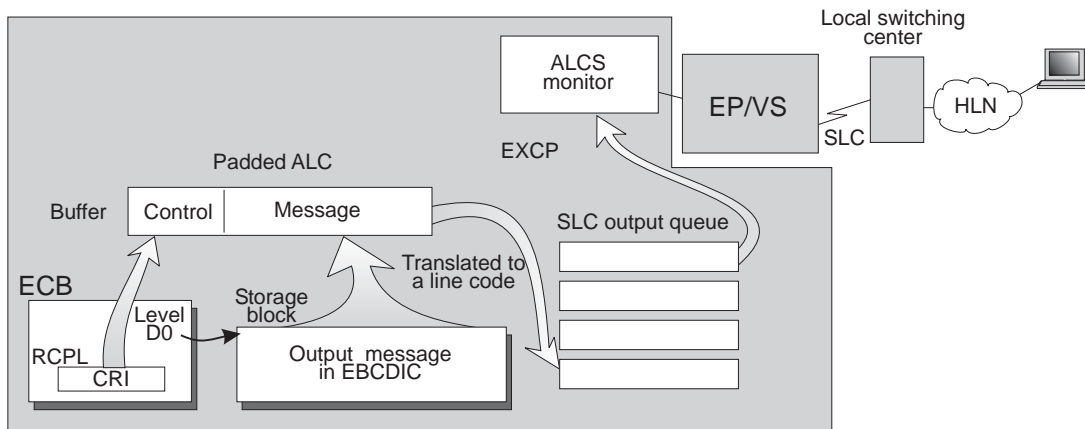 Local switching
center
ALCS
monitor
EP/VS
HLN
SLC
EXCP
Padded ALC
Buffer
Control
Message
SLC output queue
Translated to
a line code
ECB
Storage
block
Level
D0
RCPL
CRI
Output message
in EBCDIC